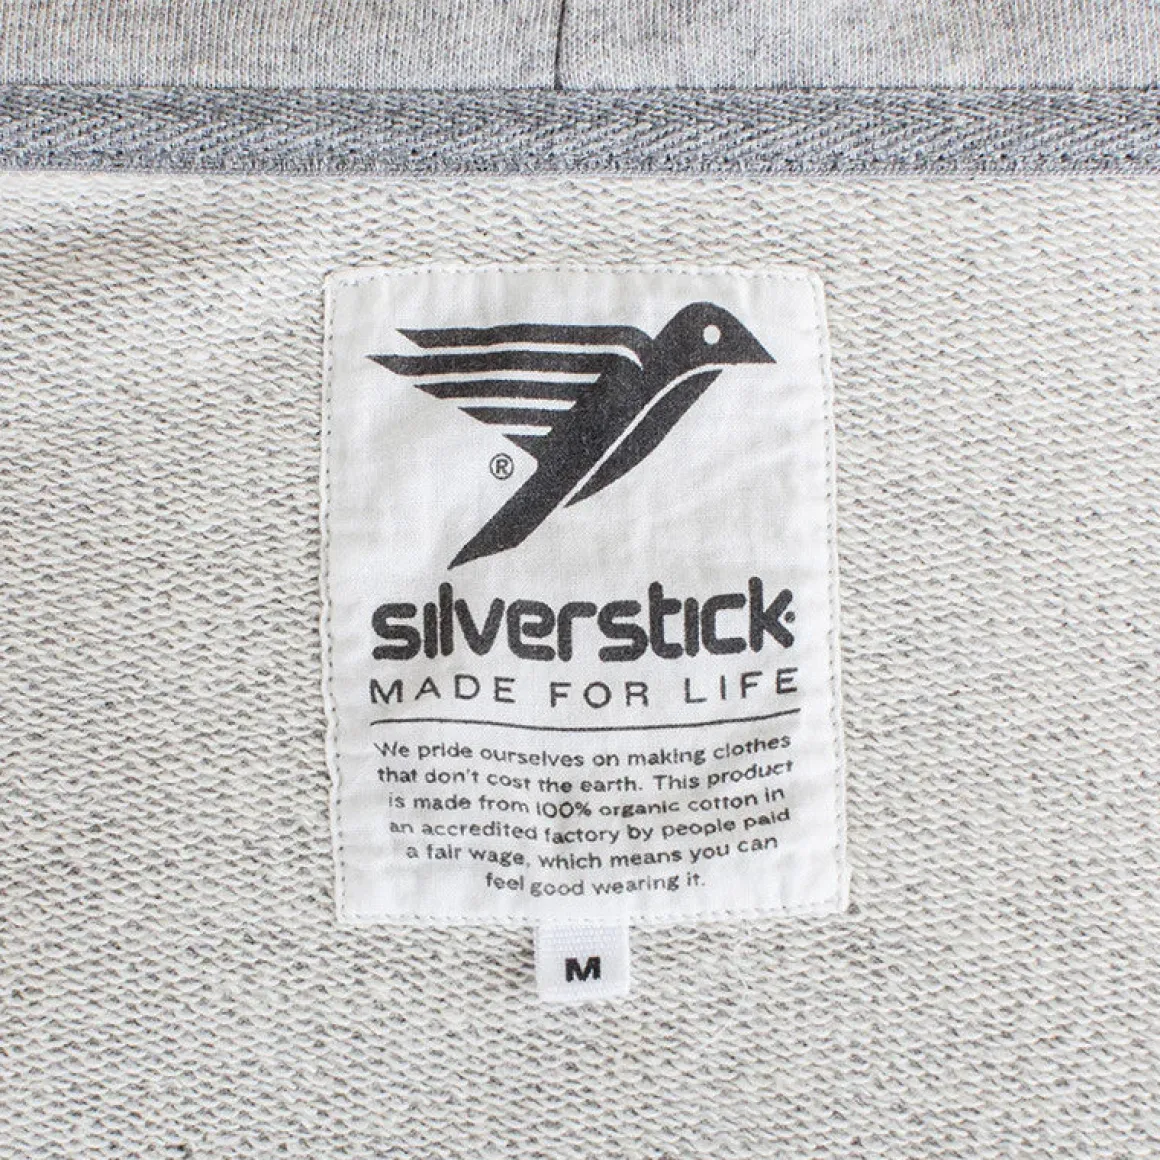 ®
silverstick
MADE FOR LIFE
We pride ourselves on making clothes
that don't cost the earth. This product
is made from 100% organic cotton in
an accredited factory by people paid
a fair wage, which means you can
feel good wearing it.
M